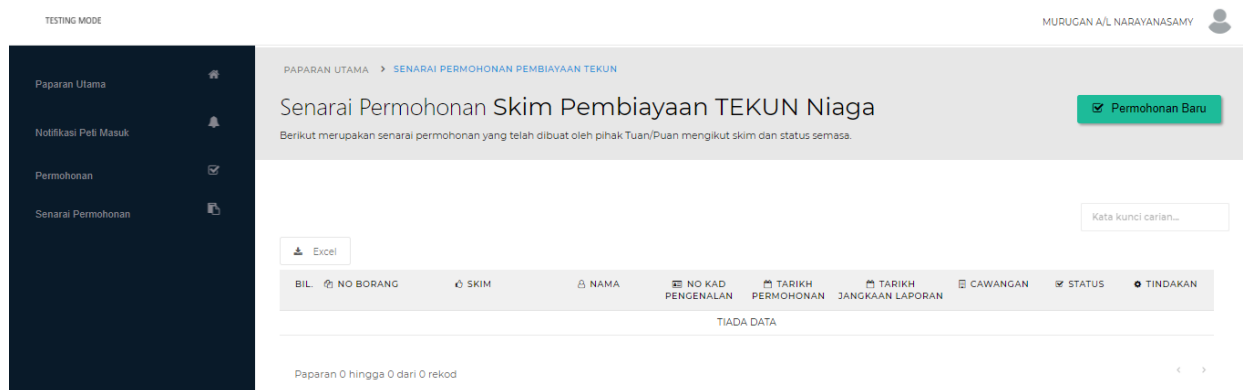 TESTING MODE
MURUGAN A/L NARAYANASAMY
Paparan Utama
Notifikasi Peti Masuk
Permohonan
Senarai Permohonan
PAPARAN UTAMA > SENARAI PERMOHONAN PEMBIAYAAN TEKUN
Senarai Permohonan Skim Pembiayaan TEKUN Niaga
Berikut merupakan senarai permohonan yang telah dibuat oleh pihak Tuan/Puan mengikut skim dan status semasa.
Permohonan Baru
Kata kunci carian...
Excel
BIL. NO BORANG SKIM NAMA NO KAD PENGENALAN TARIKH PERMOHONAN TARIKH JANGKAAN LAPORAN CAWANGAN STATUS TINDAKAN
TIADA DATA
Paparan 0 hingga 0 dari 0 rekod